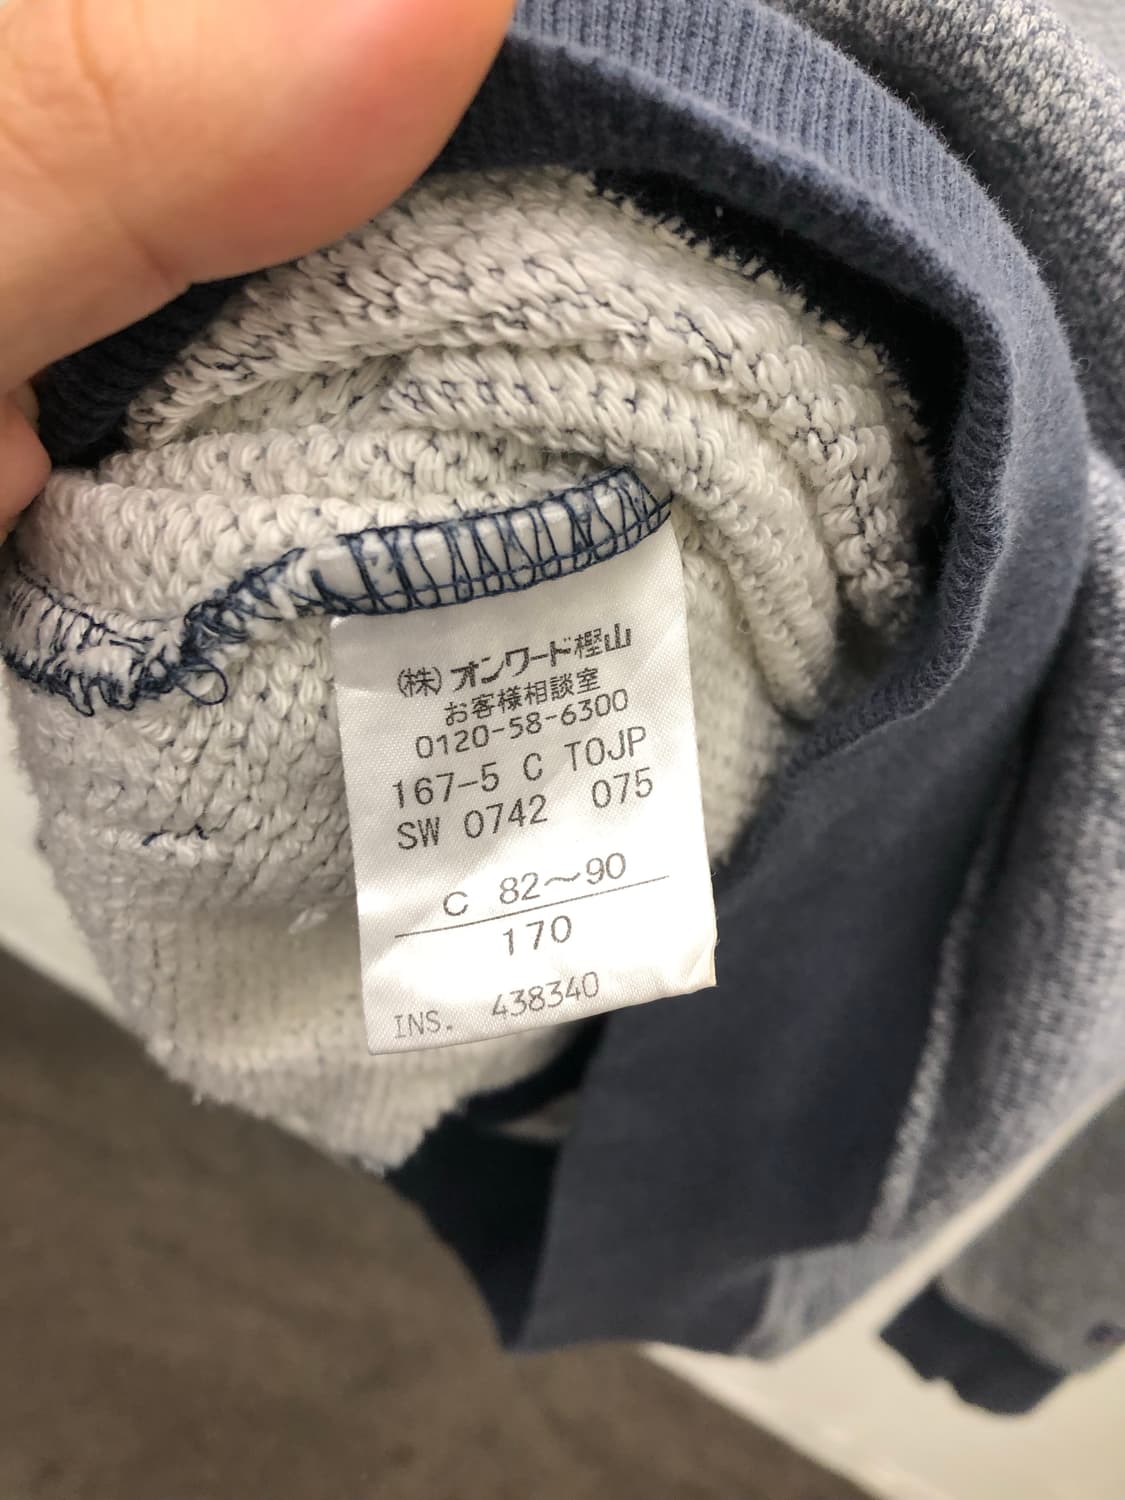 (株)オンワード樫山
お客様相談室
0120-58-6300
167-5 C TOJP
SW 0742 075
C 82～90
170
INS. 438340